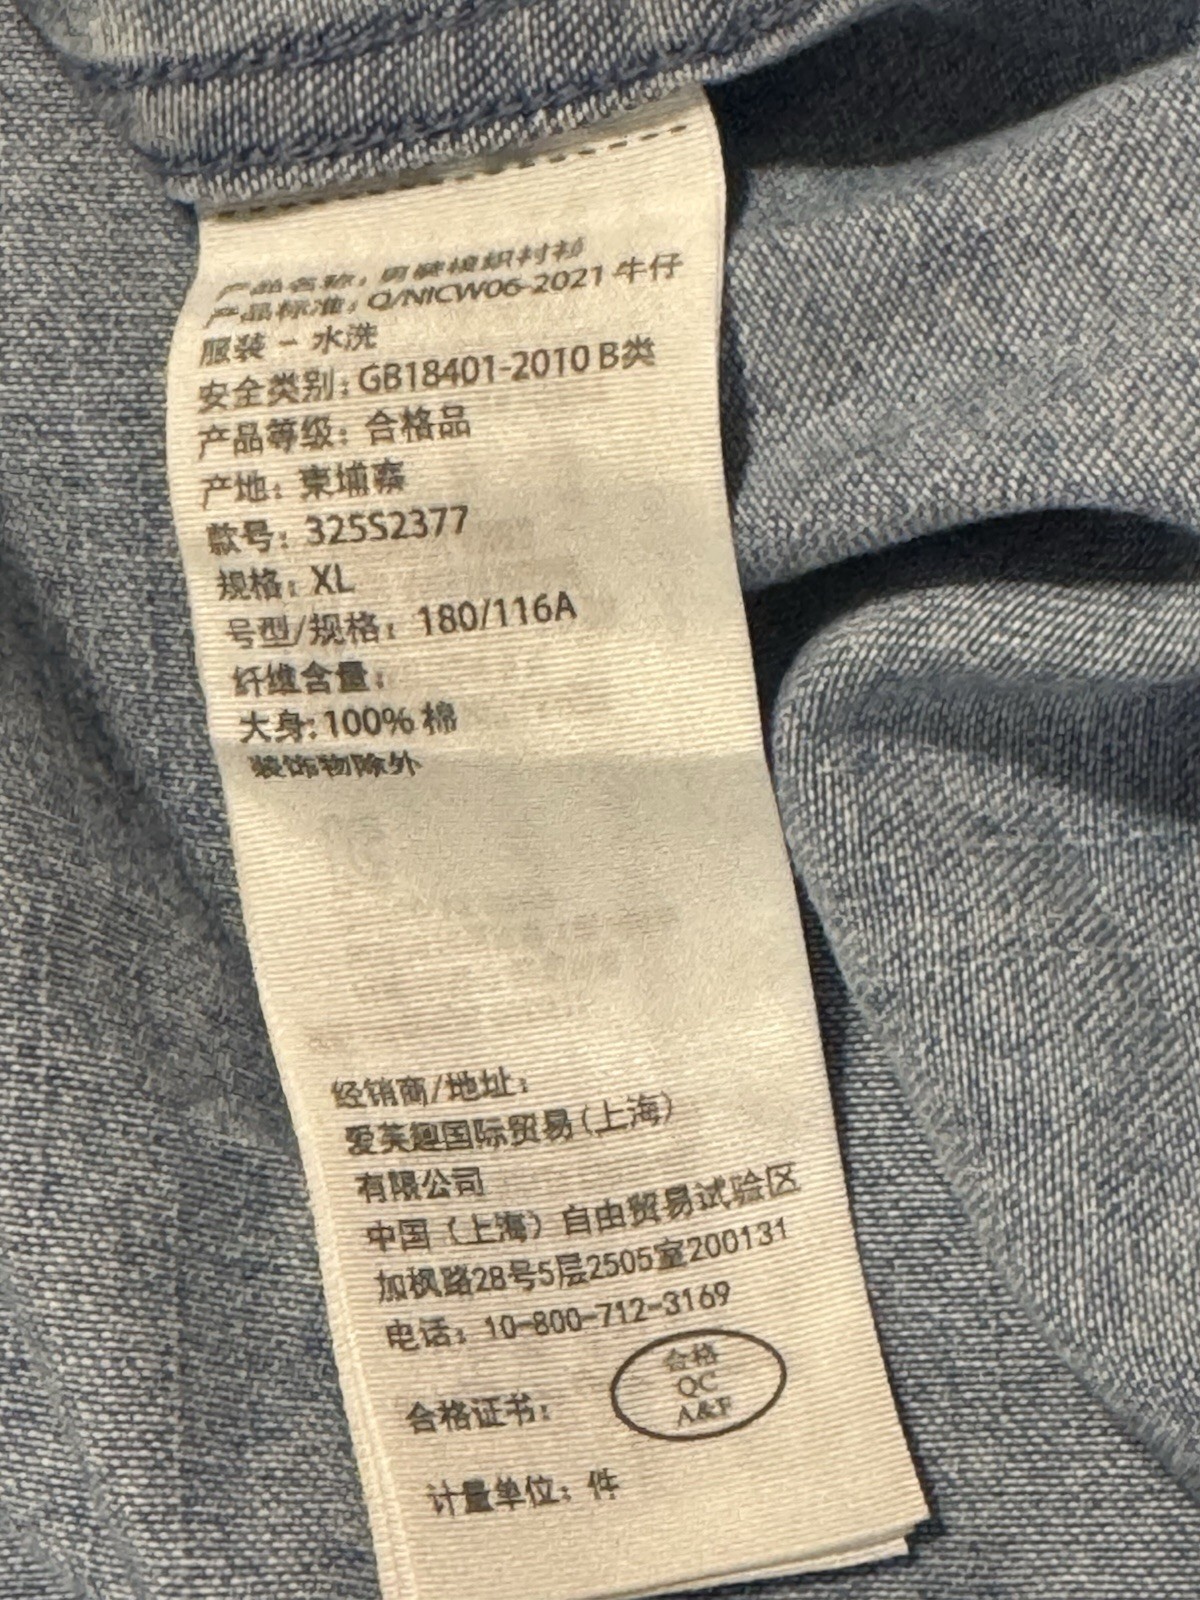 产品名称：男装梭织衬衫
产品标准：Q/NICW06-2021 牛仔
服装 - 水洗
安全类别：GB18401-2010 B类
产品等级：合格品
产地：柬埔寨
款号：325S2377
规格：XL
号型/规格：180/116A
纤维含量：
大身：100% 棉
装饰物除外
经销商/地址：
爱芙趣国际贸易(上海)
有限公司
中国（上海）自由贸易试验区
加枫路28号5层2505室200131
电话：10-800-712-3169
合格
QC
A&F
合格证书：
计量单位：件